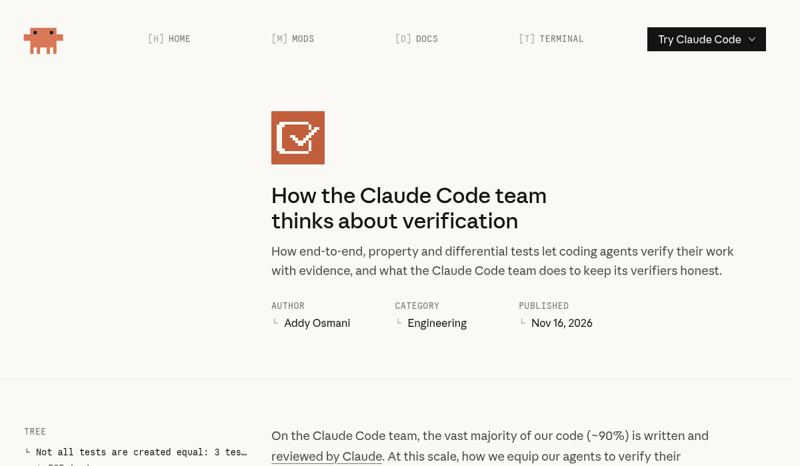 [H] HOME
[M] MODS
[D] DOCS
[T] TERMINAL
Try Claude Code
How the Claude Code team
thinks about verification
How end-to-end, property and differential tests let coding agents verify their work
with evidence, and what the Claude Code team does to keep its verifiers honest.
AUTHOR
CATEGORY
PUBLISHED
Addy Osmani
Engineering
Nov 16, 2026
TREE
Not all tests are created equal: 3 tes…
On the Claude Code team, the vast majority of our code (~90%) is written and
reviewed by Claude. At this scale, how we equip our agents to verify their